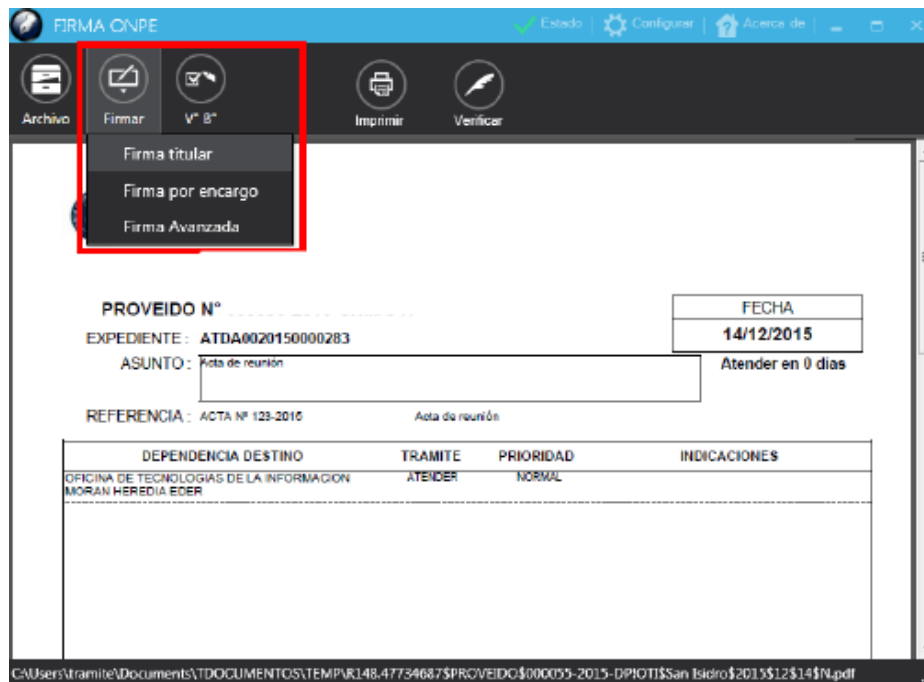 FIRMA ONPE
Estado | Configurar | Acerca de |
Archivo Firmar V° B° Imprimir Verificar
Firma titular
Firma por encargo
Firma Avanzada
PROVEIDO N°
FECHA
14/12/2015
EXPEDIENTE : ATDA0020150000283
ASUNTO : Acta de reunión
Atender en 0 dias
REFERENCIA : ACTA Nº 123-2015 Acta de reunión
DEPENDENCIA DESTINO TRAMITE PRIORIDAD INDICACIONES
OFICINA DE TECNOLOGIAS DE LA INFORMACION ATENDER NORMAL
MORAN HEREDIA EDER
C:\Users\tramite\Documents\TDOCUMENTOS\TEMP\R148.47734687$PROVEIDO$000055-2015-DP!OTI$San Isidro$2015$12$14$N.pdf